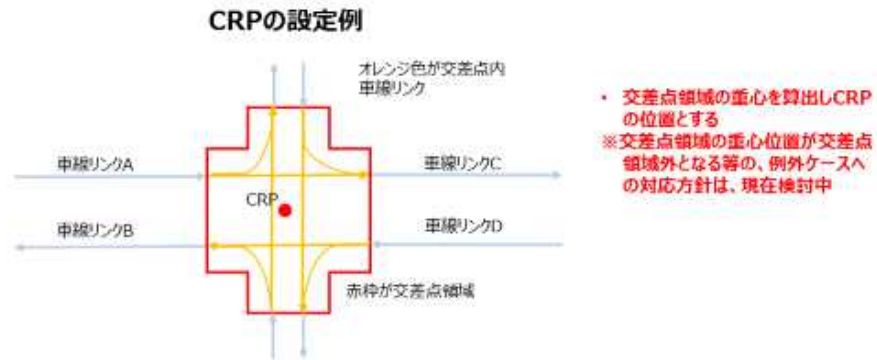 CRPの設定例
オレンジ色が交差点内
車線リンク
・ 交差点領域の重心を算出しCRP
の位置とする
※交差点領域の重心位置が交差点
領域外となる等の、例外ケースへ
の対応方針は、現在検討中
車線リンクA
車線リンクC
CRP
車線リンクB
車線リンクD
赤枠が交差点領域